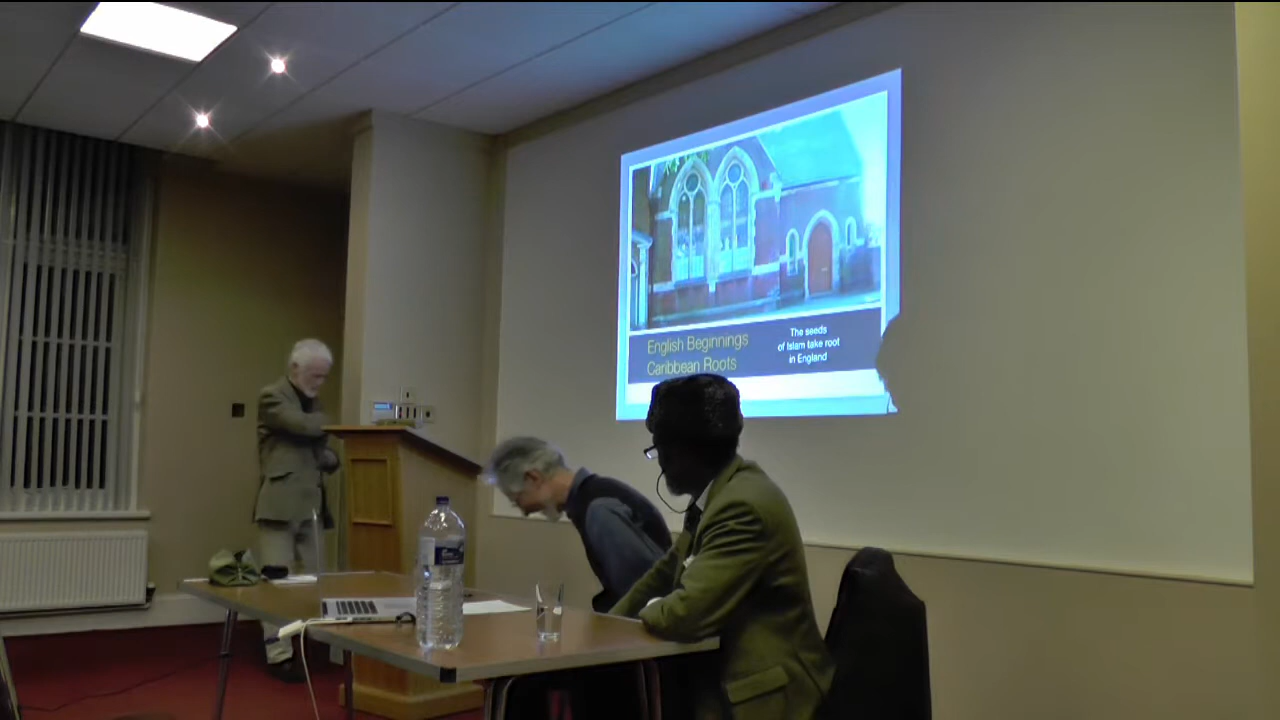 English Beginnings
Caribbean Roots
The seeds
of Islam take root
in England